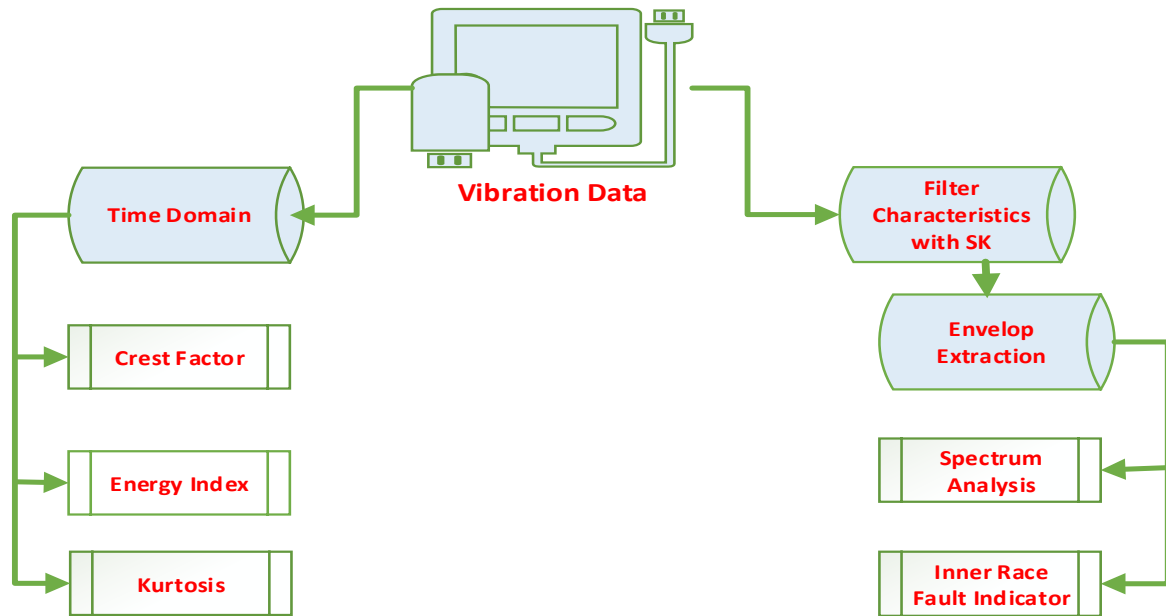 Vibration Data
Time Domain
Crest Factor
Energy Index
Kurtosis
Filter
Characteristics
with SK
Envelop
Extraction
Spectrum
Analysis
Inner Race
Fault Indicator